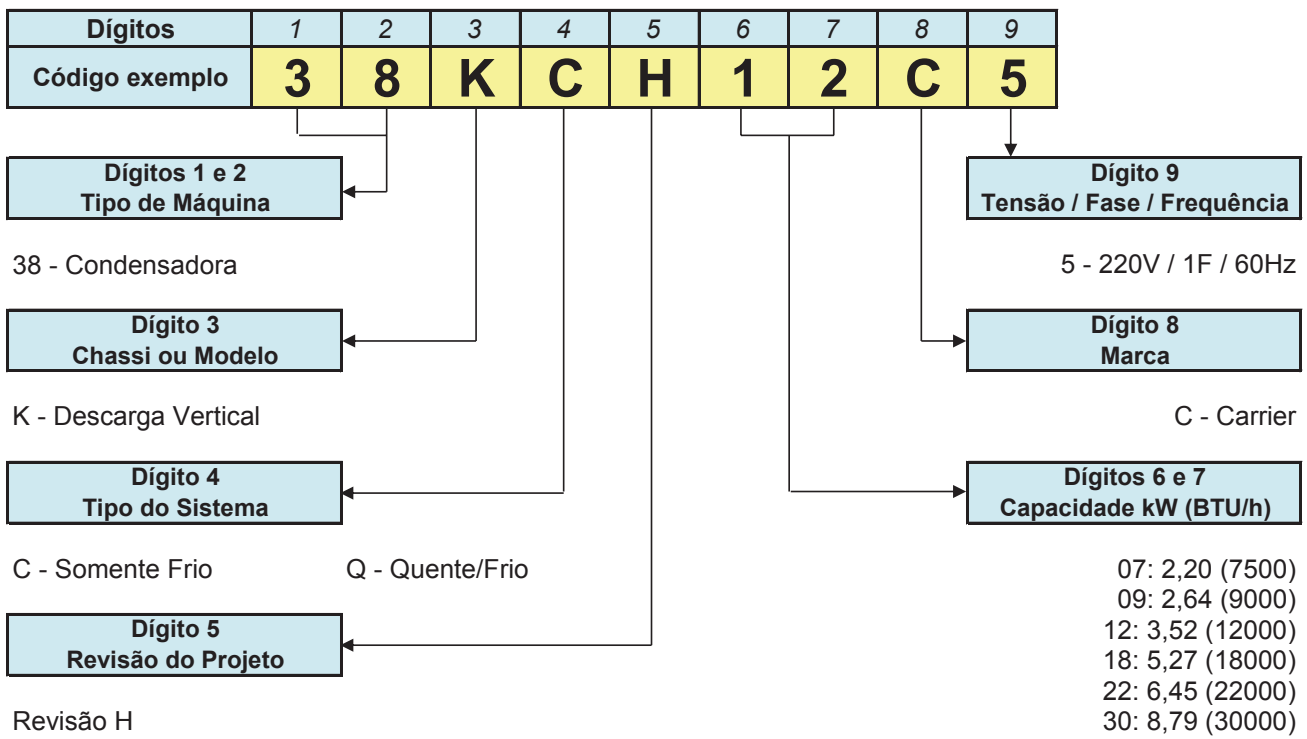 Dígitos 1 2 3 4 5 6 7 8 9
Código exemplo 3 8 K C H 1 2 C 5
Dígitos 1 e 2
Tipo de Máquina
38 - Condensadora
Dígito 3
Chassi ou Modelo
K - Descarga Vertical
Dígito 4
Tipo do Sistema
C - Somente Frio Q - Quente/Frio
Dígito 5
Revisão do Projeto
Revisão H
Dígito 9
Tensão / Fase / Frequência
5 - 220V / 1F / 60Hz
Dígito 8
Marca
C - Carrier
Dígitos 6 e 7
Capacidade kW (BTU/h)
07: 2,20 (7500)
09: 2,64 (9000)
12: 3,52 (12000)
18: 5,27 (18000)
22: 6,45 (22000)
30: 8,79 (30000)